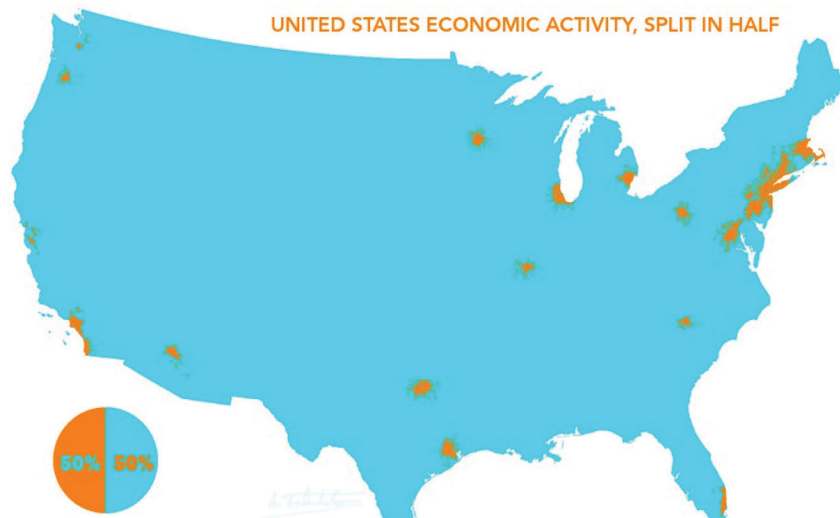 UNITED STATES ECONOMIC ACTIVITY, SPLIT IN HALF
50% 50%